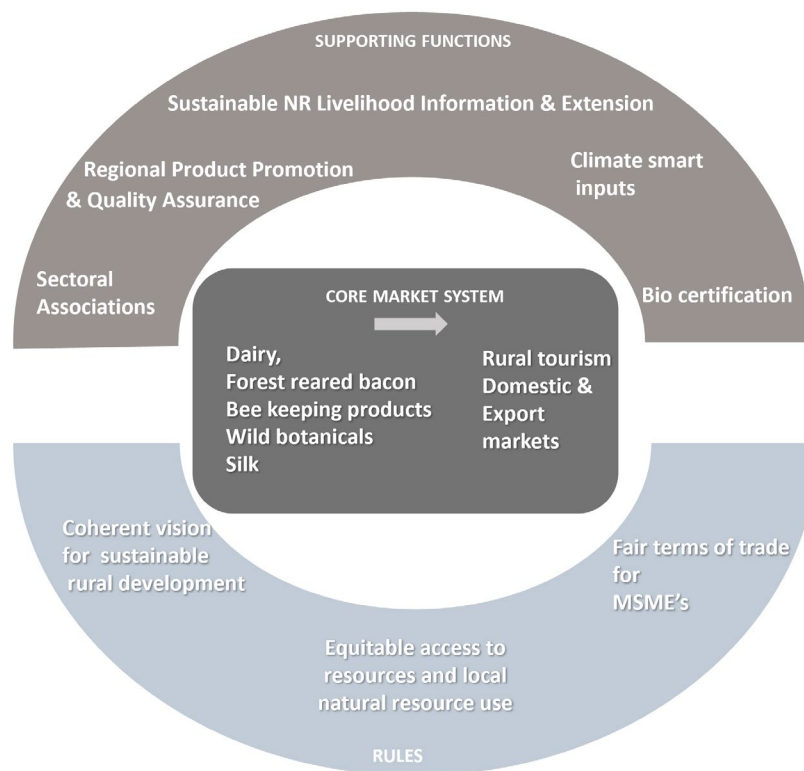 SUPPORTING FUNCTIONS
Sustainable NR Livelihood Information & Extension
Regional Product Promotion
& Quality Assurance
Climate smart
inputs
Sectoral
Associations
Bio certification
CORE MARKET SYSTEM
Dairy,
Forest reared bacon
Bee keeping products
Wild botanicals
Silk
Rural tourism
Domestic &
Export
markets
Coherent vision
for sustainable
rural development
Fair terms of trade
for
MSME's
Equitable access to
resources and local
natural resource use
RULES